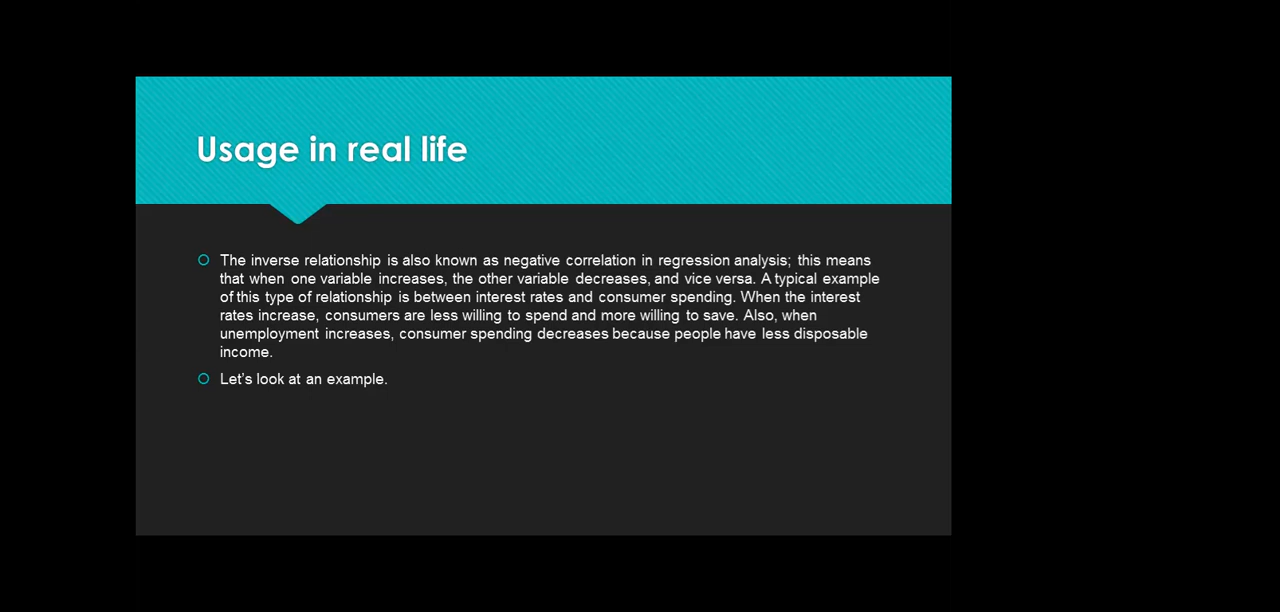 Usage in real life
The inverse relationship is also known as negative correlation in regression analysis; this means
that when one variable increases, the other variable decreases, and vice versa. A typical example
of this type of relationship is between interest rates and consumer spending. When the interest
rates increase, consumers are less willing to spend and more willing to save. Also, when
unemployment increases, consumer spending decreases because people have less disposable
income.
Let’s look at an example.